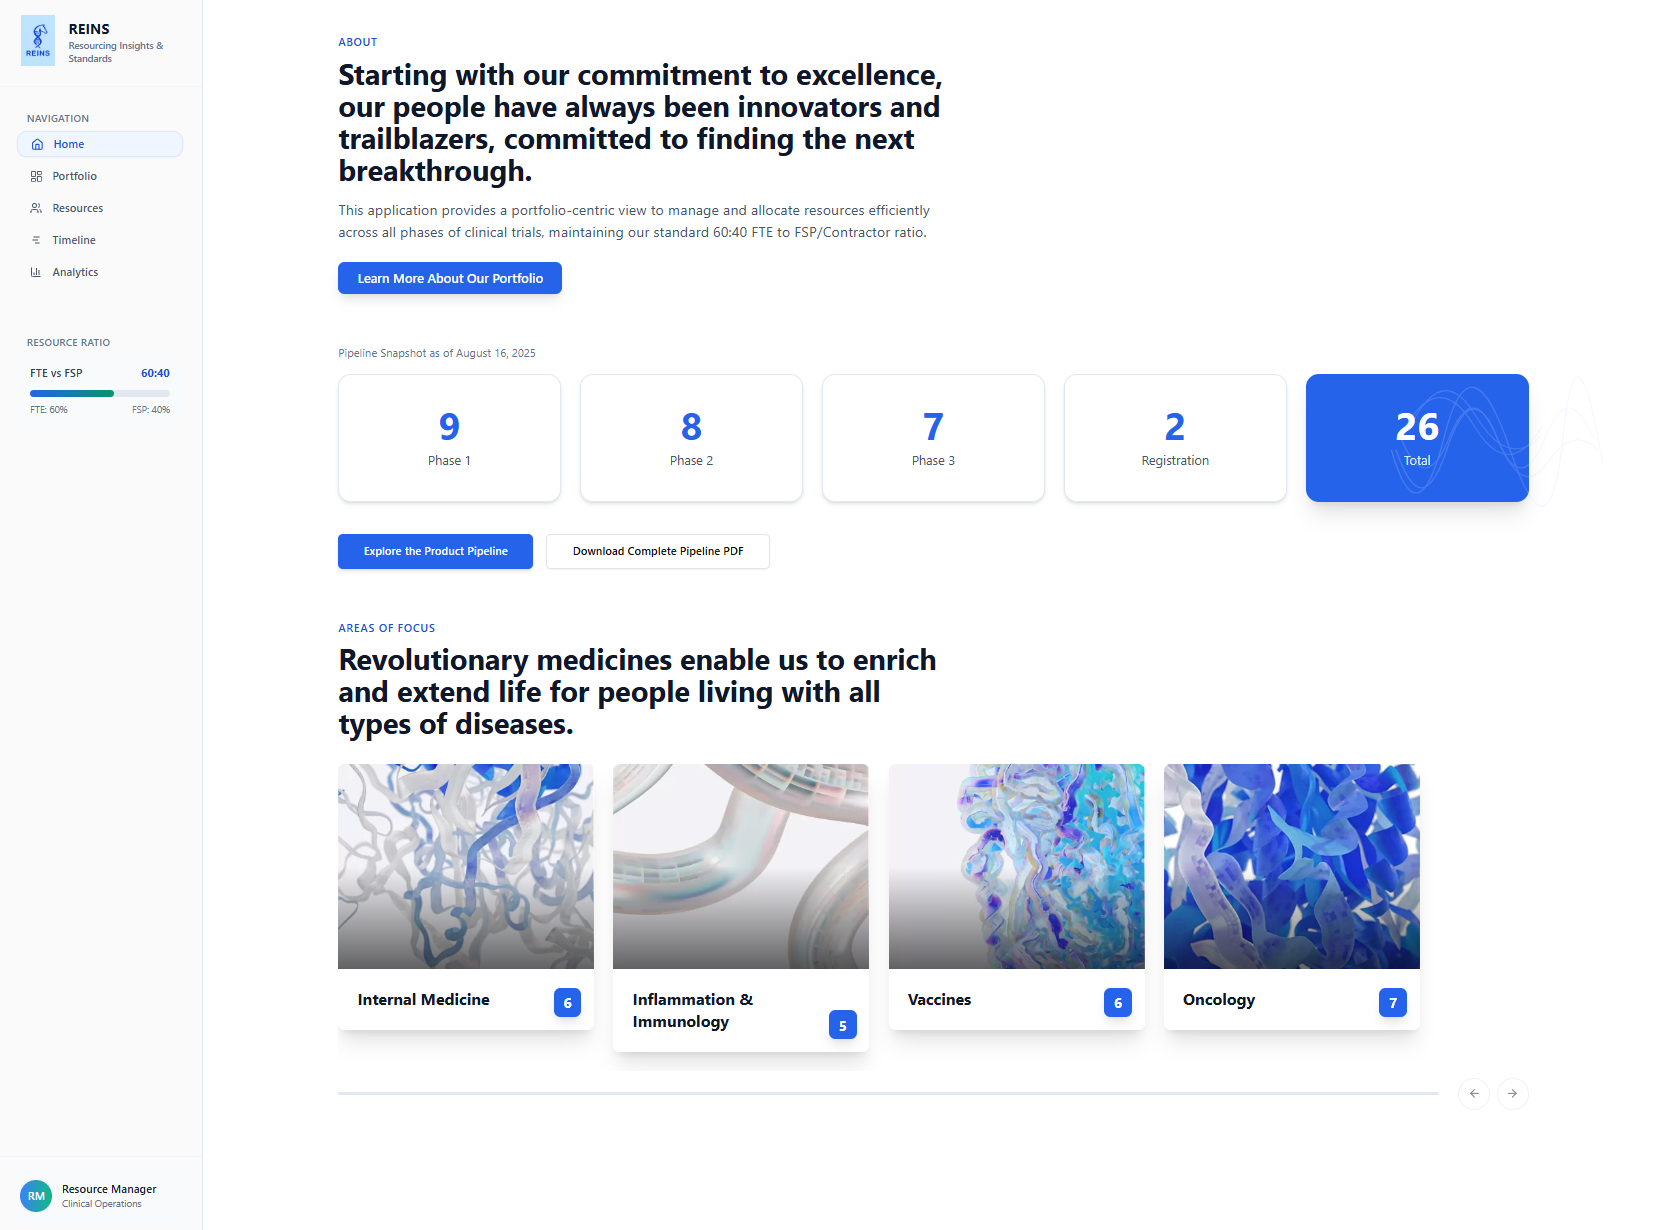 REINS
REINS
Resourcing Insights &
Standards
NAVIGATION
Home
Portfolio
Resources
Timeline
Analytics
RESOURCE RATIO
FTE vs FSP 60:40
FTE: 60% FSP: 40%
RM
Resource Manager
Clinical Operations
ABOUT
Starting with our commitment to excellence,
our people have always been innovators and
trailblazers, committed to finding the next
breakthrough.
This application provides a portfolio-centric view to manage and allocate resources efficiently
across all phases of clinical trials, maintaining our standard 60:40 FTE to FSP/Contractor ratio.
Learn More About Our Portfolio
Pipeline Snapshot as of August 16, 2025
9
Phase 1
8
Phase 2
7
Phase 3
2
Registration
26
Total
Explore the Product Pipeline
Download Complete Pipeline PDF
AREAS OF FOCUS
Revolutionary medicines enable us to enrich
and extend life for people living with all
types of diseases.
Internal Medicine 6
Inflammation &
Immunology 5
Vaccines 6
Oncology 7